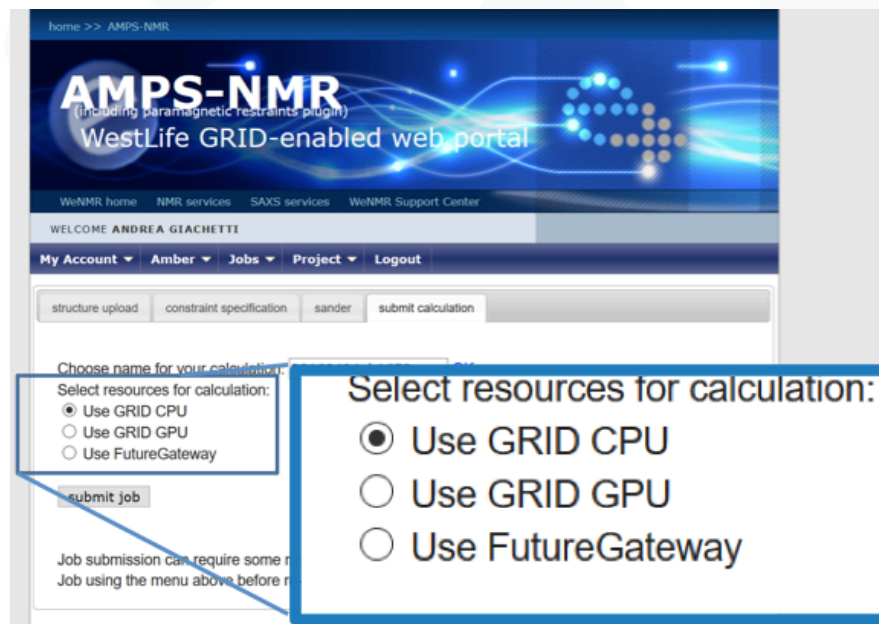 home >> AMPS-NMR
AMPS-NMR
(including paramagnetic restraints plugin)
WestLife GRID-enabled web portal
WeNMR home NMR services SAXS services WeNMR Support Center
WELCOME ANDREA GIACHETTI
My Account Amber Jobs Project Logout
structure upload constraint specification sander submit calculation
Choose name for your calculation:
Select resources for calculation:
Use GRID CPU
Use GRID GPU
Use FutureGateway
submit job
Job submission can require some
Job using the menu above before
Select resources for calculation:
Use GRID CPU
Use GRID GPU
Use FutureGateway